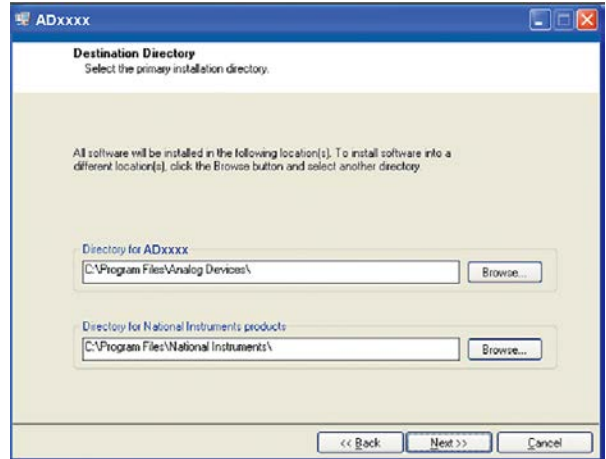 ADxxxx
Destination Directory
Select the primary installation directory.
All software will be installed in the following location(s). To install software into a
different location(s), click the Browse button and select another directory.
Directory for ADxxxx
C:\Program Files\Analog Devices\
Browse...
Directory for National Instruments products
C:\Program Files\National Instruments\
Browse...
<< Back
Next >>
Cancel